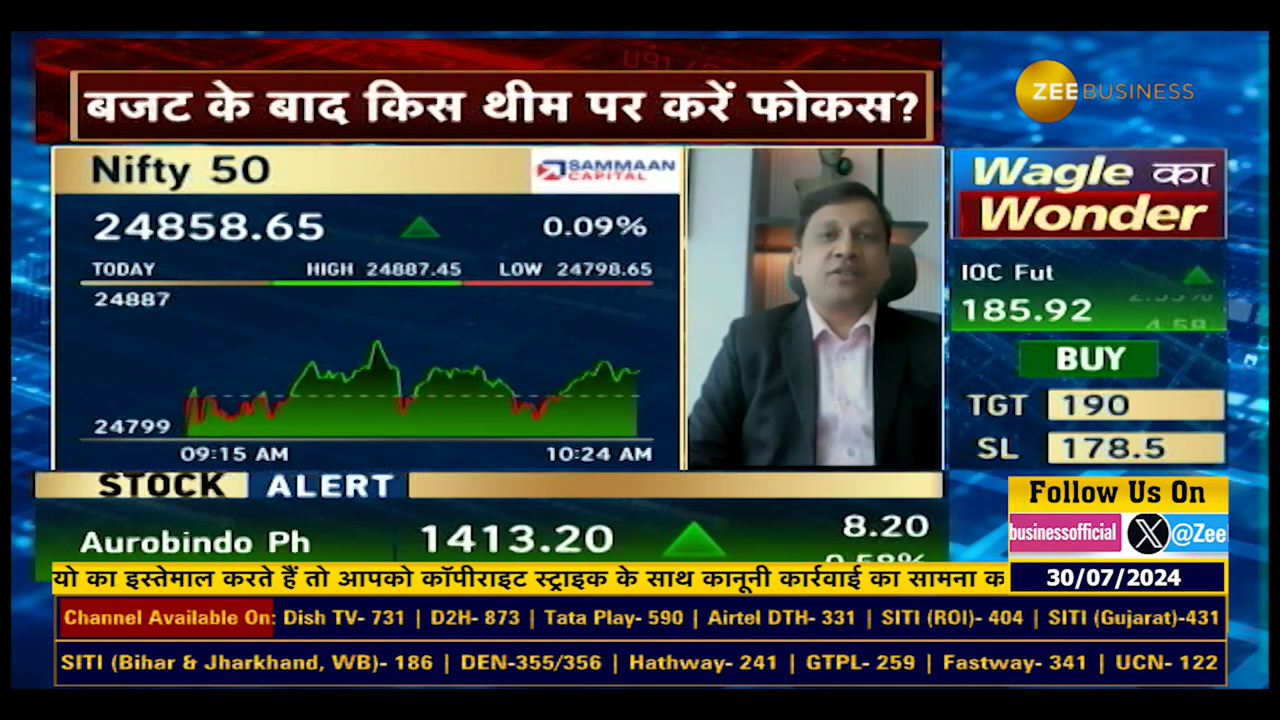 बजट के बाद किस थीम पर करें फोकस?
ZEEBUSINESS
Nifty 50
SAMMAAN
CAPITAL
24858.65 0.09%
TODAY HIGH 24887.45 LOW 24798.65
24887
24799
09:15 AM 10:24 AM
Wagle का
Wonder
IOC Fut
185.92
BUY
TGT 190
SL 178.5
STOCK ALERT
Aurobindo Ph 1413.20 8.20
0.58%
Follow Us On
businessofficial X @Zee
यो का इस्तेमाल करते हैं तो आपको कॉपीराइट स्ट्राइक के साथ कानूनी कार्रवाई का सामना क
30/07/2024
Channel Available On: Dish TV- 731 | D2H- 873 | Tata Play- 590 | Airtel DTH- 331 | SITI (ROI)- 404 | SITI (Gujarat)-431
SITI (Bihar & Jharkhand, WB)- 186 | DEN-355/356 | Hathway- 241 | GTPL- 259 | Fastway- 341 | UCN- 122